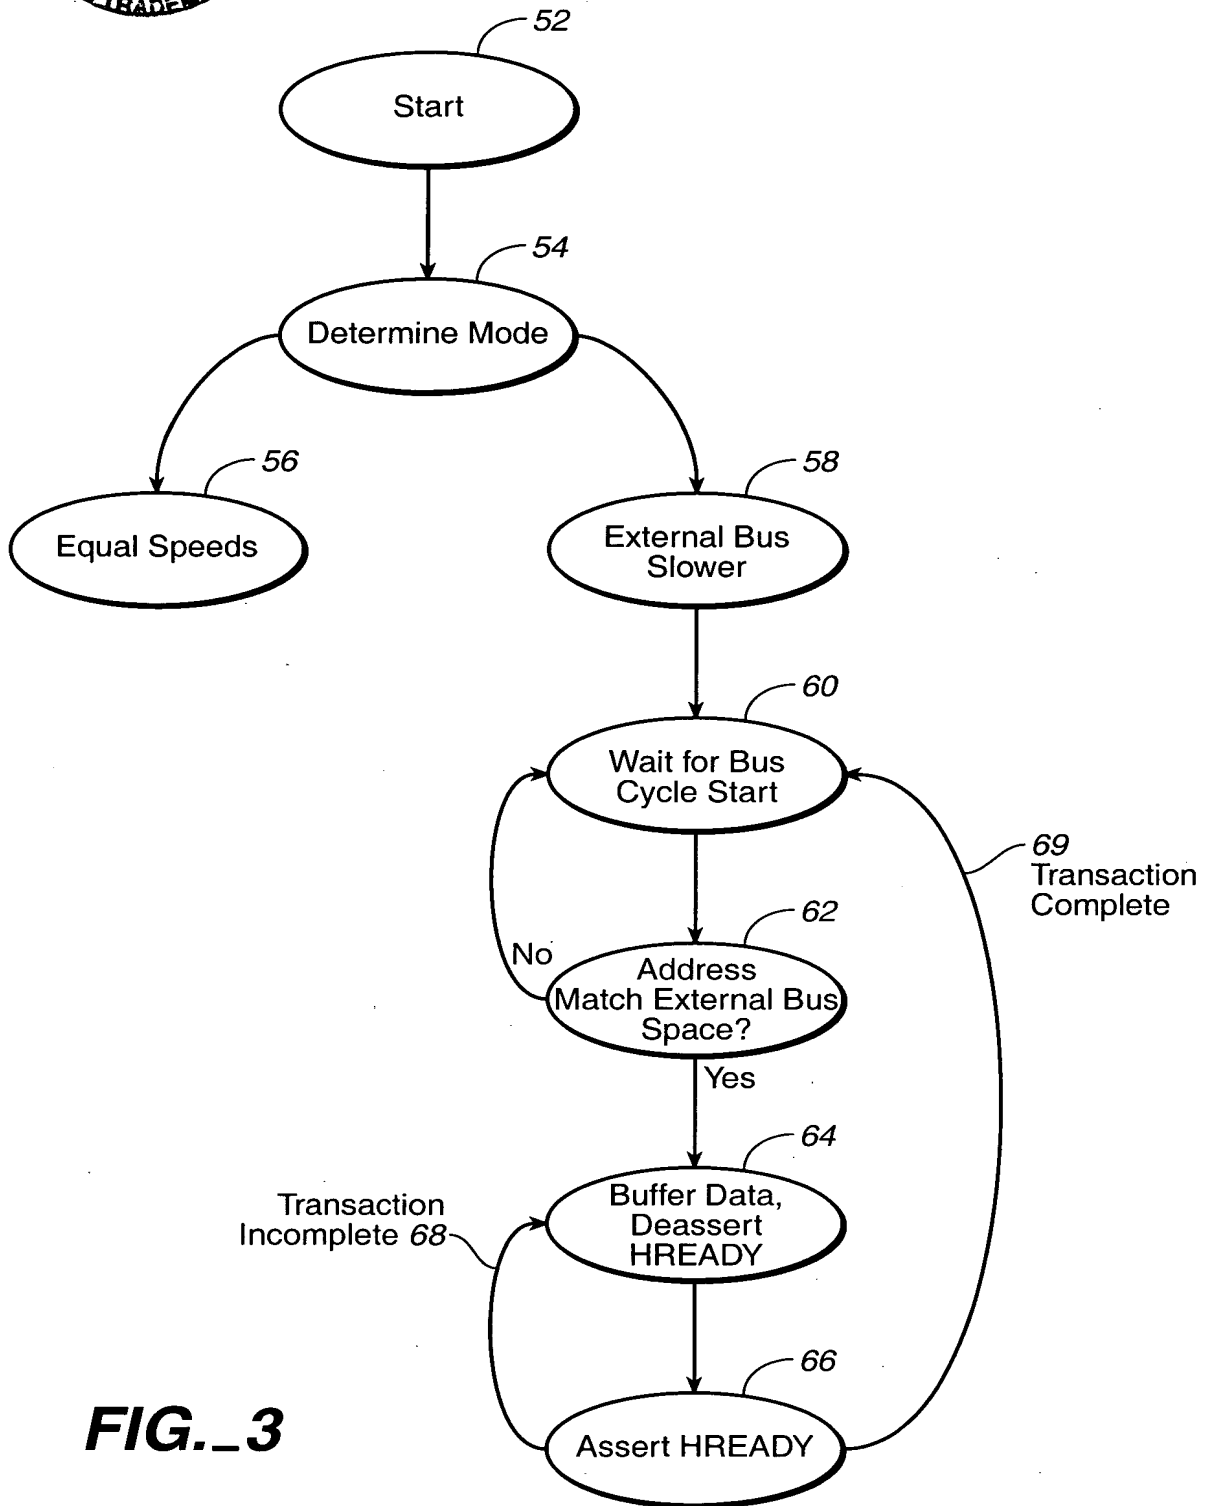 TRADEM
52
Start
54
Determine Mode
56
Equal Speeds
58
External Bus
Slower
60
Wait for Bus
Cycle Start
69
Transaction
Complete
62
No
Address
Match External Bus
Space?
Yes
64
Buffer Data,
Deassert
HREADY
Transaction
Incomplete 68
66
Assert HREADY
FIG._3